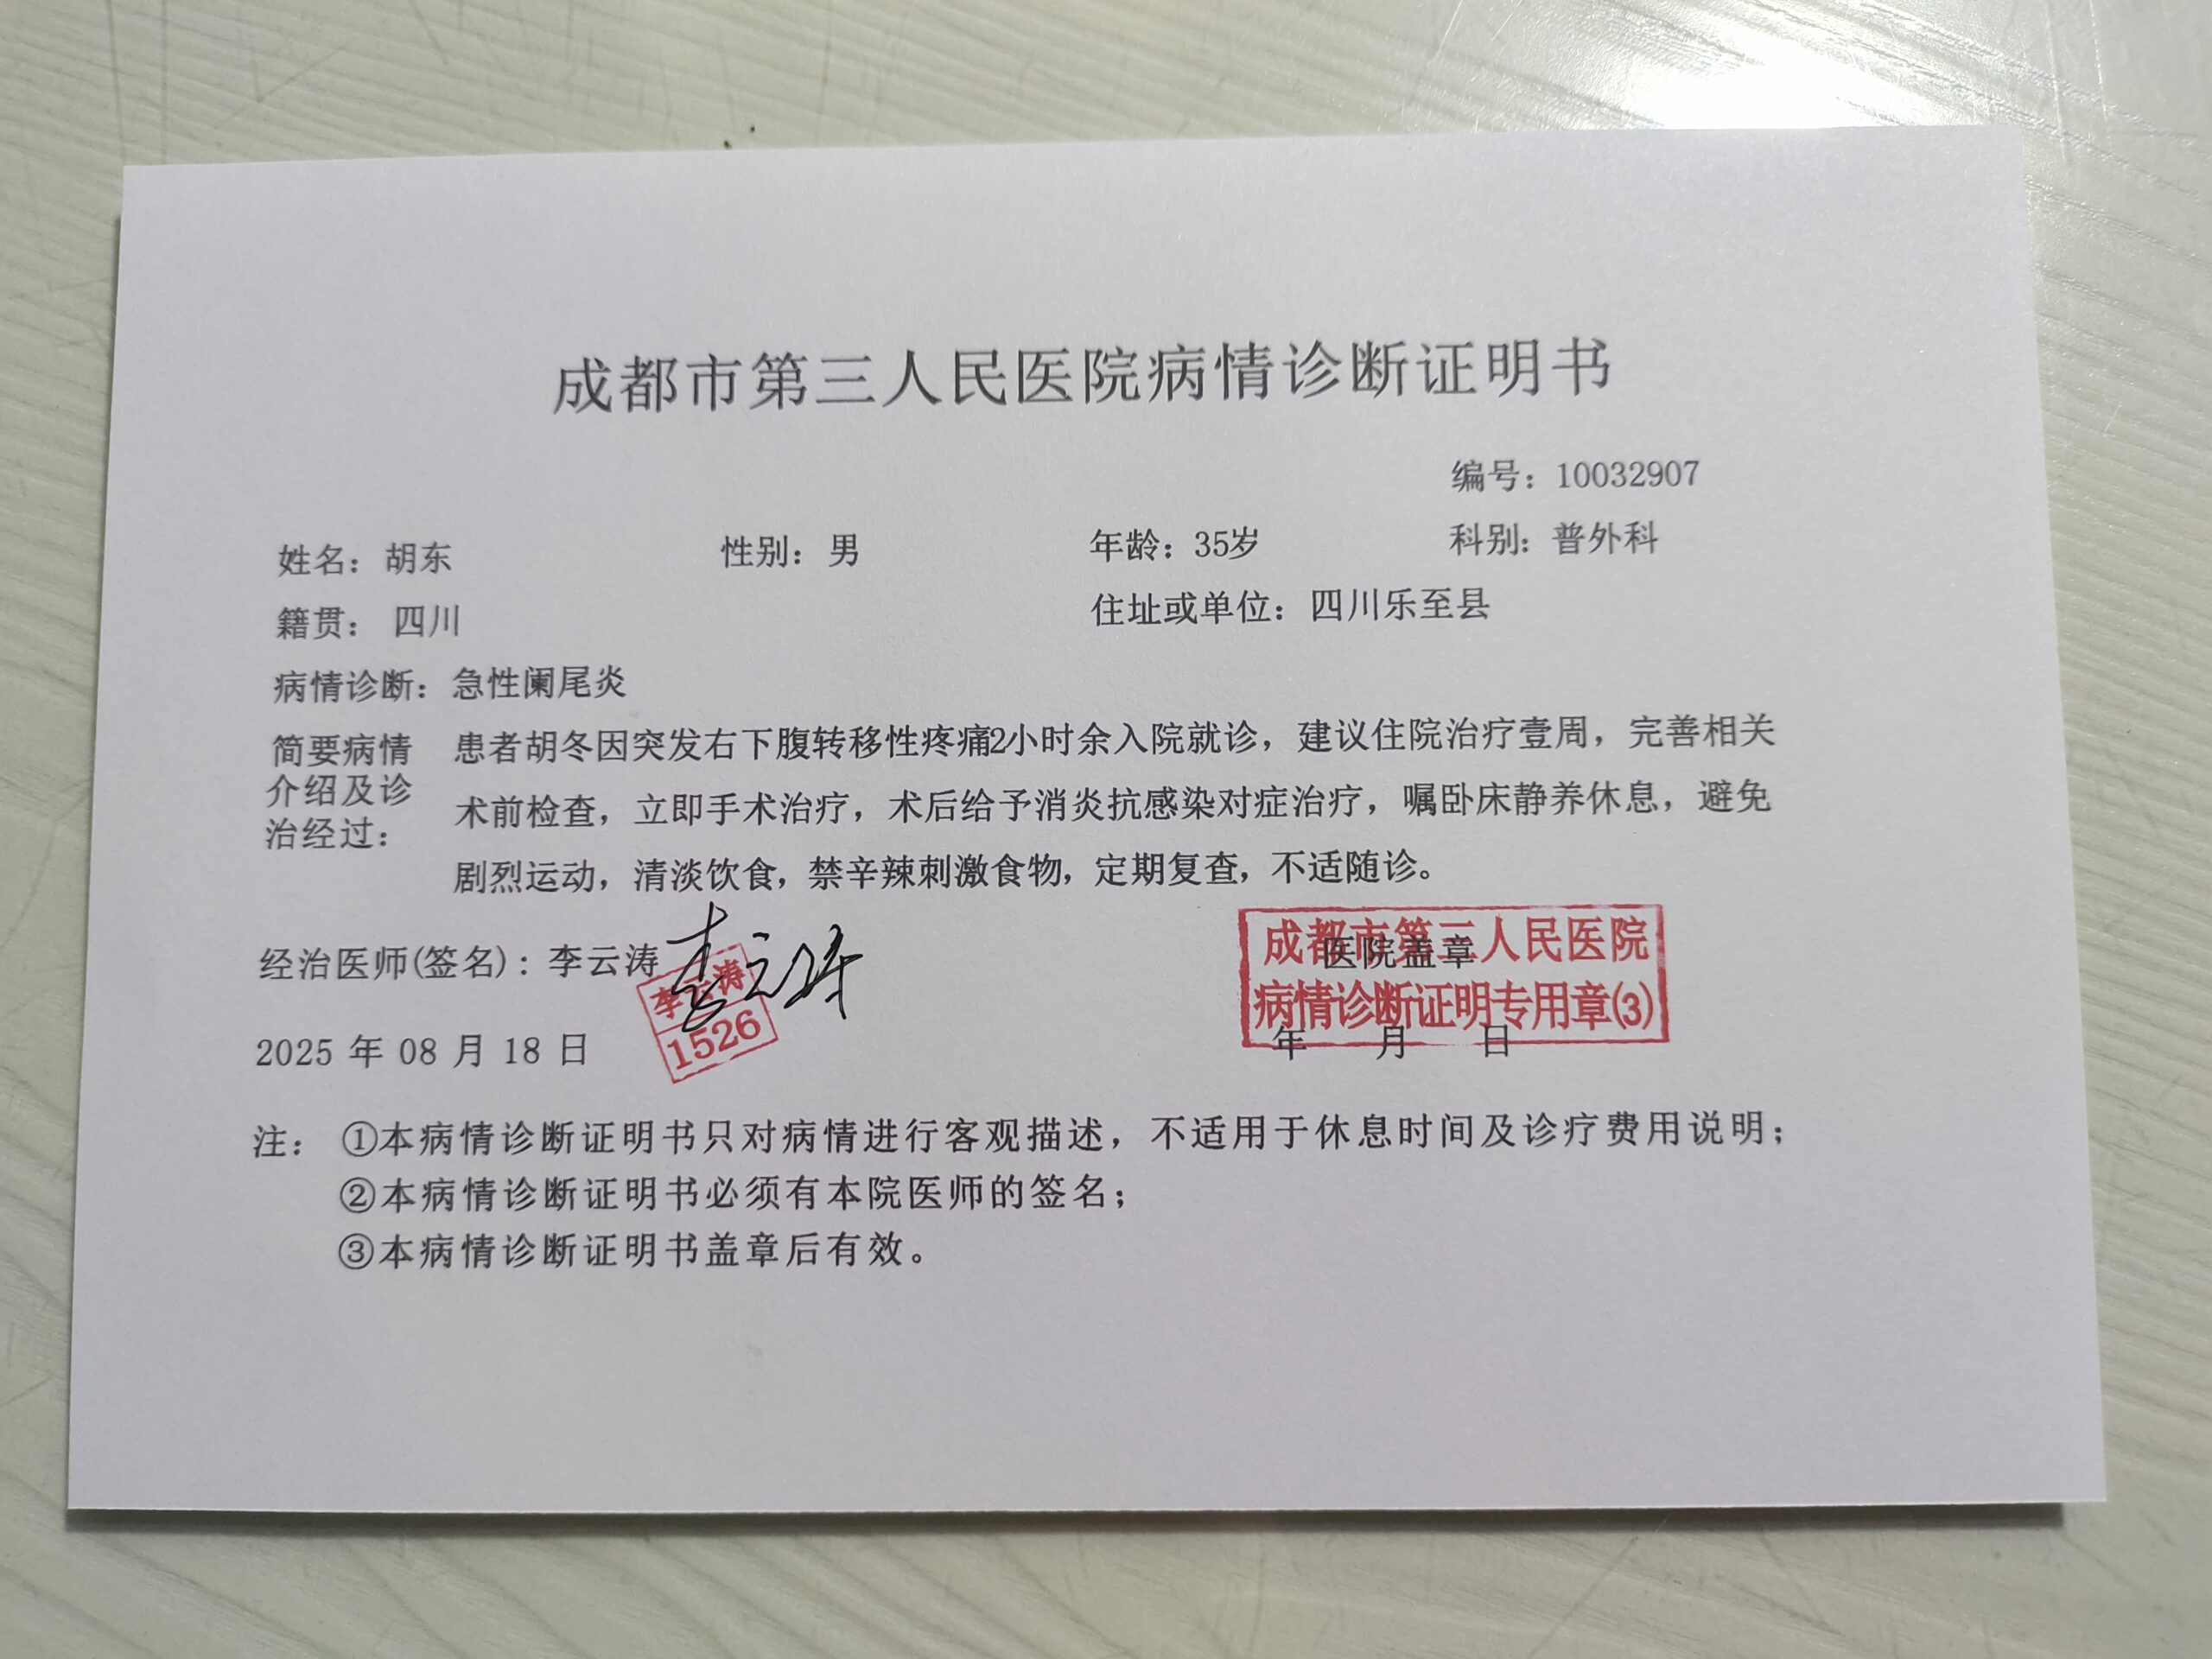 成都市第三人民医院病情诊断证明书
编号：10032907
姓名：胡东 性别：男 年龄：35岁 科别：普外科
籍贯： 四川 住址或单位：四川乐至县
病情诊断：急性阑尾炎
简要病情介绍及诊治经过：
患者胡冬因突发右下腹转移性疼痛2小时余入院就诊，建议住院治疗壹周，完善相关
术前检查，立即手术治疗，术后给予消炎抗感染对症治疗，嘱卧床静养休息，避免
剧烈运动，清淡饮食，禁辛辣刺激食物，定期复查，不适随诊。
经治医师(签名)：李云涛 李云涛
李云涛
1526
医院盖章
成都市第三人民医院
病情诊断证明专用章(3)
2025 年 08 月 18 日 年 月 日
注： ①本病情诊断证明书只对病情进行客观描述，不适用于休息时间及诊疗费用说明；
②本病情诊断证明书必须有本院医师的签名；
③本病情诊断证明书盖章后有效。